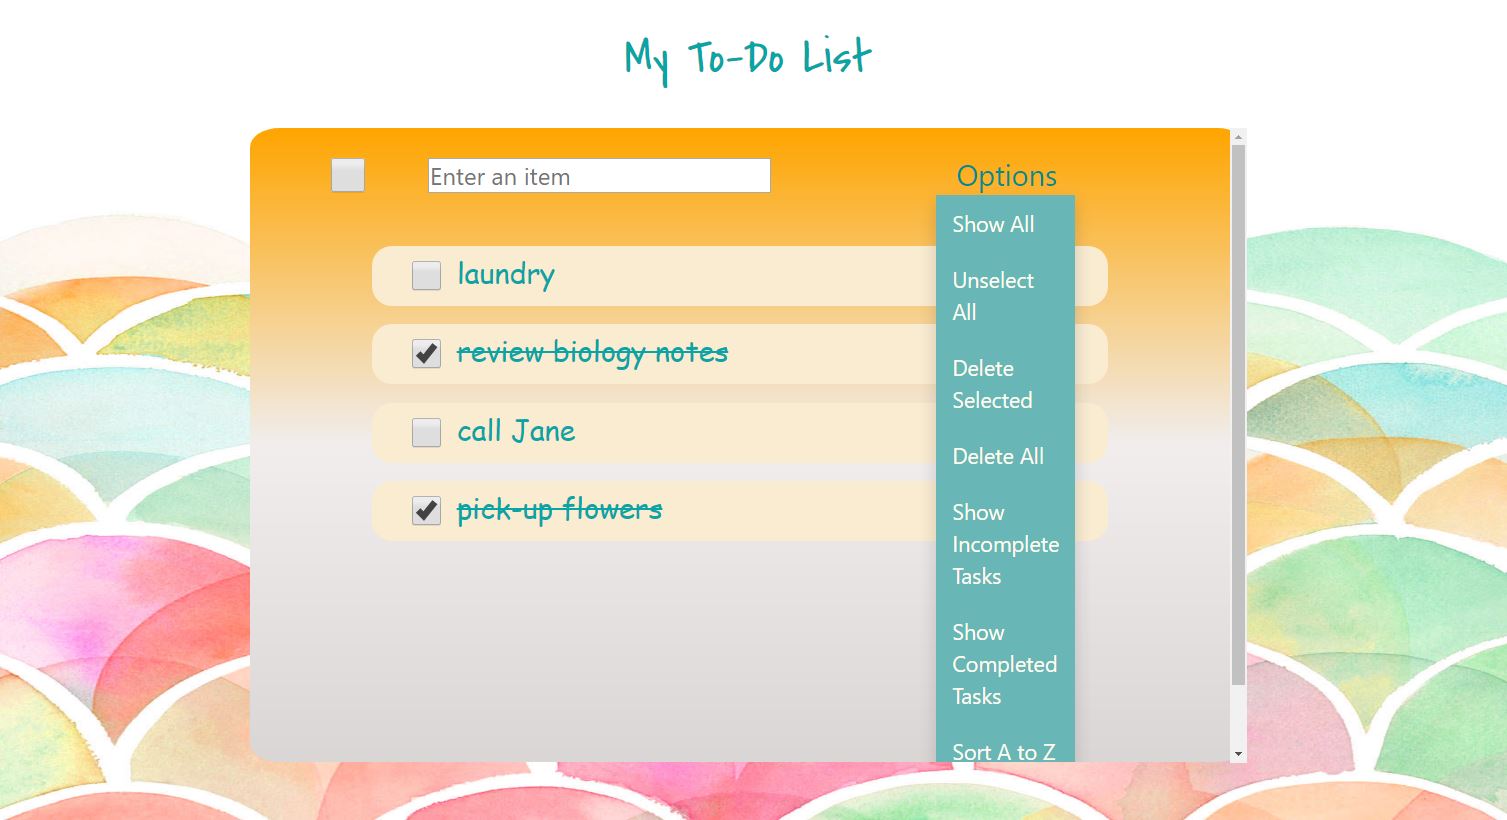 My To-Do List
Enter an item
Options
Show All
Unselect
All
Delete
Selected
Delete All
Show
Incomplete
Tasks
Show
Completed
Tasks
Sort A to Z
laundry
review biology notes
call Jane
pick-up flowers